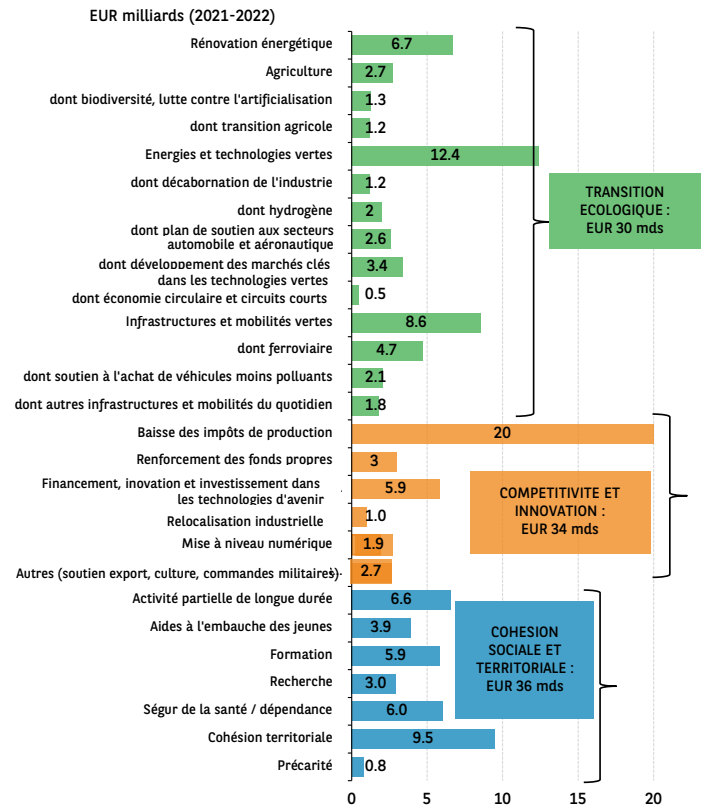 EUR milliards (2021-2022)
Rénovation énergétique
6.7
Agriculture
2.7
dont biodiversité, lutte contre l'artificialisation
1.3
dont transition agricole
1.2
Energies et technologies vertes
12.4
dont décabornation de l'industrie
1.2
dont hydrogène
2
dont plan de soutien aux secteurs
automobile et aéronautique
2.6
dont développement des marchés clés
dans les technologies vertes
3.4
dont économie circulaire et circuits courts
0.5
Infrastructures et mobilités vertes
8.6
dont ferroviaire
4.7
dont soutien à l'achat de véhicules moins polluants
2.1
dont autres infrastructures et mobilités du quotidien
1.8
TRANSITION
ECOLOGIQUE :
EUR 30 mds
Baisse des impôts de production
20
Renforcement des fonds propres
3
Financement, inovation et investissement dans
les technologies d'avenir
5.9
Relocalisation industrielle
1.0
Mise à niveau numérique
1.9
Autres (soutien export, culture, commandes militaires)
2.7
COMPETITIVITE ET
INNOVATION :
EUR 34 mds
Activité partielle de longue durée
6.6
Aides à l'embauche des jeunes
3.9
Formation
5.9
Recherche
3.0
Ségur de la santé / dépendance
6.0
Cohésion territoriale
9.5
Précarité
0.8
COHESION
SOCIALE ET
TERRITORIALE :
EUR 36 mds
0 5 10 15 20